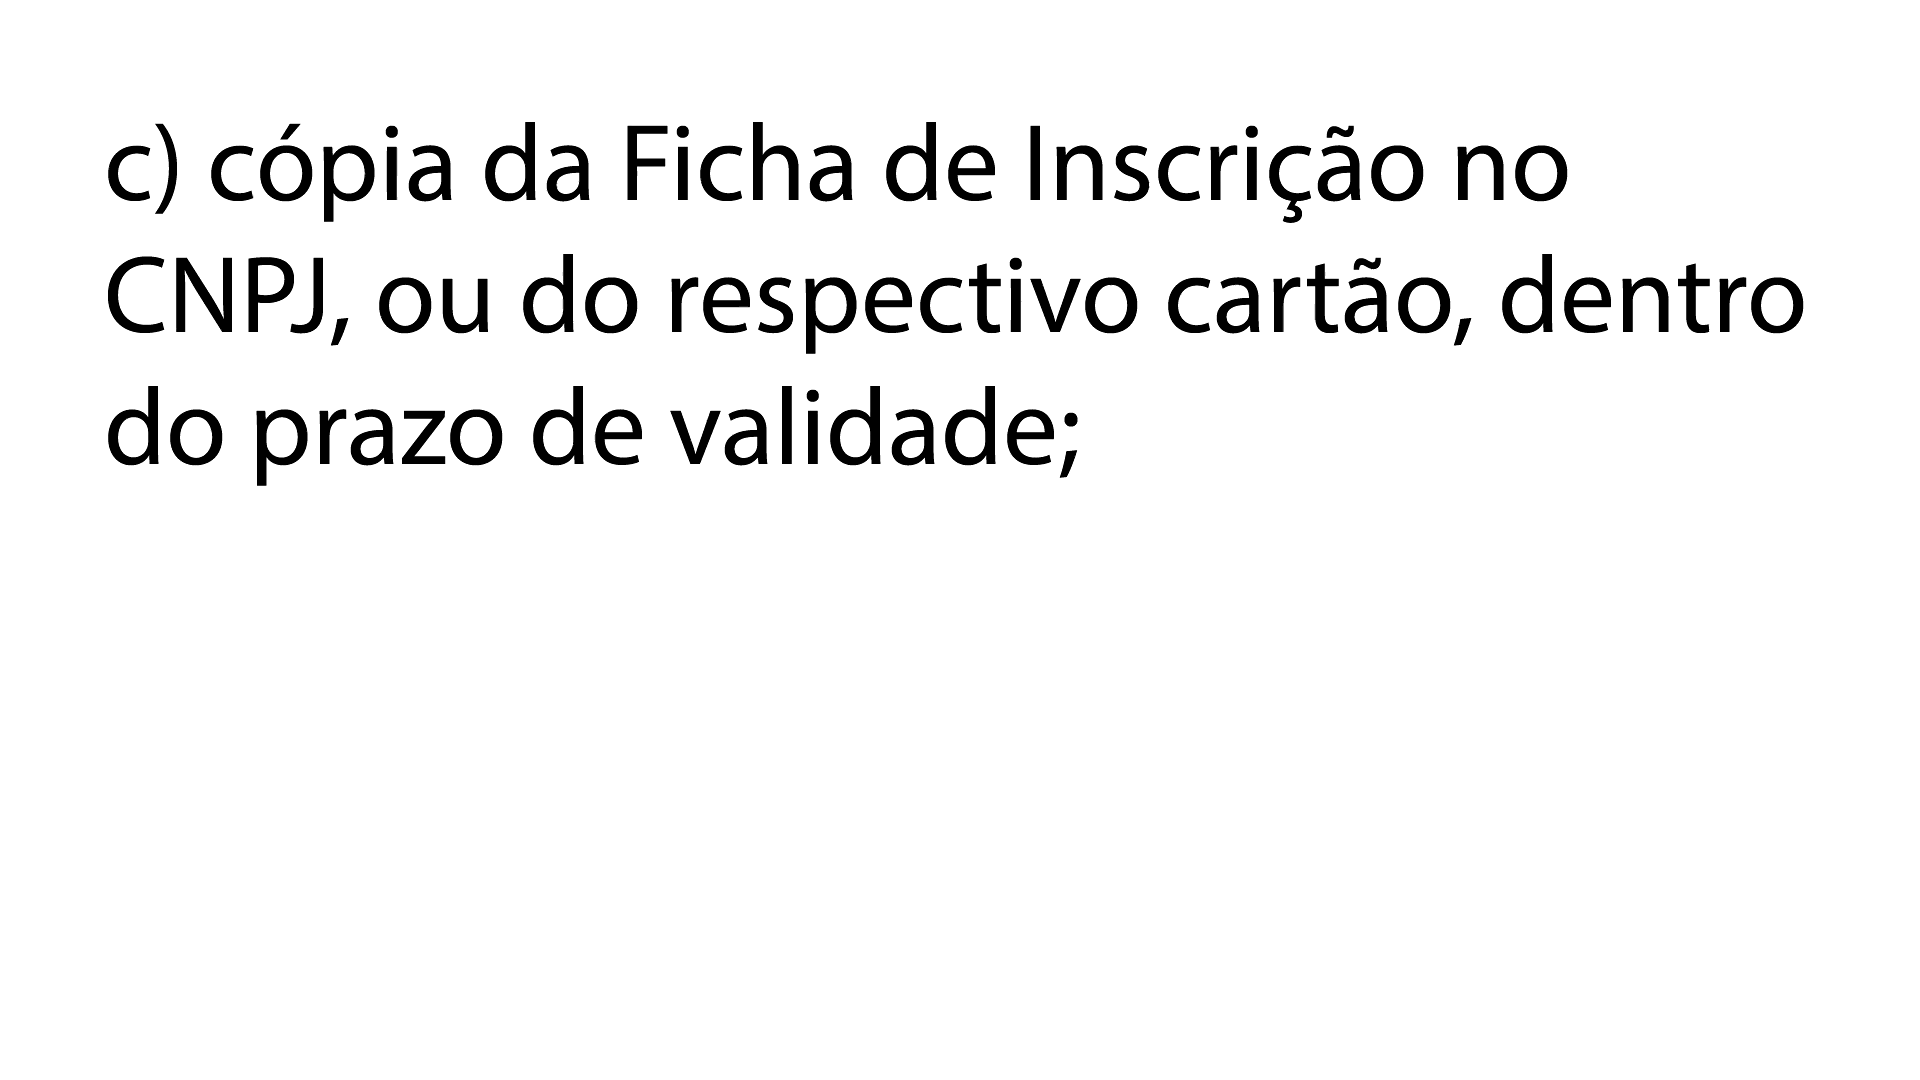 c) cópia da Ficha de Inscrição no
CNPJ, ou do respectivo cartão, dentro
do prazo de validade;